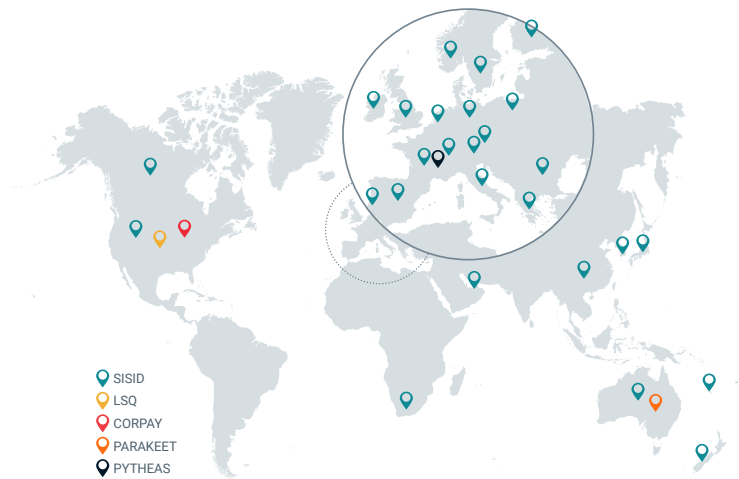 SISID
LSQ
CORPAY
PARAKEET
PYTHEAS